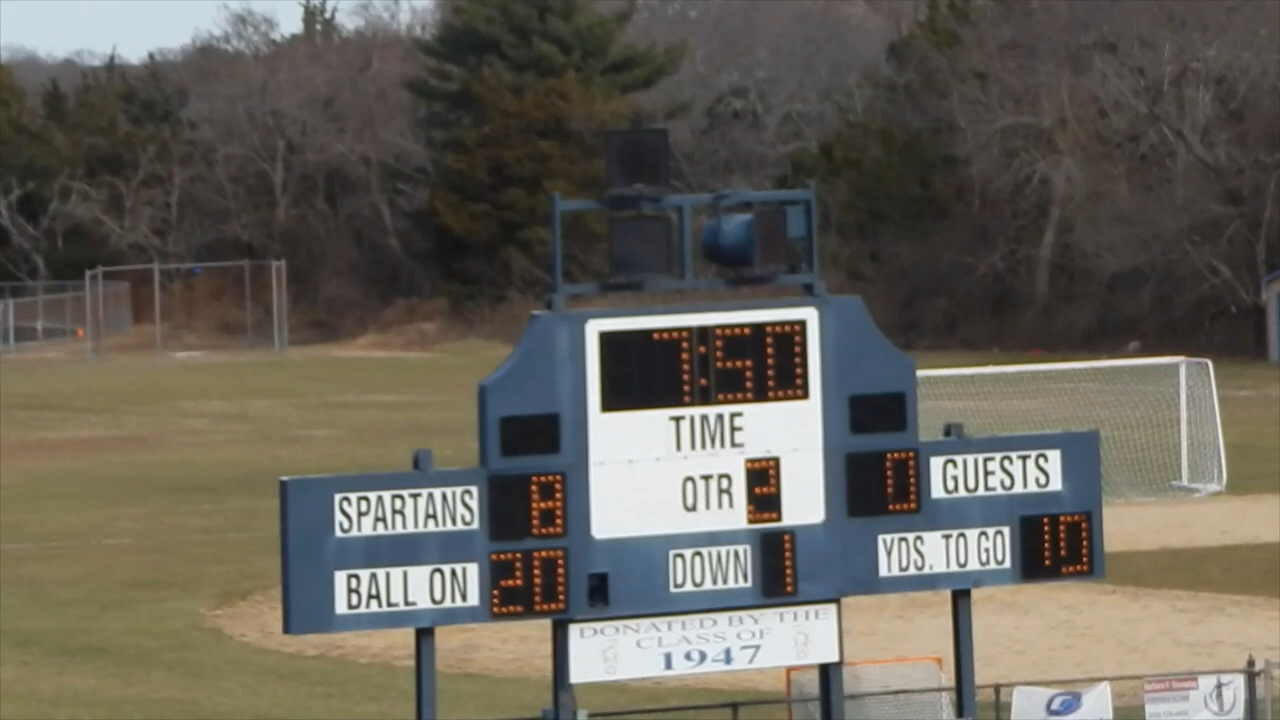 7:50
TIME
QTR 2
SPARTANS 8
0 GUESTS
BALL ON 20
DOWN 1
YDS. TO GO 10
DONATED BY THE
CLASS OF
1947